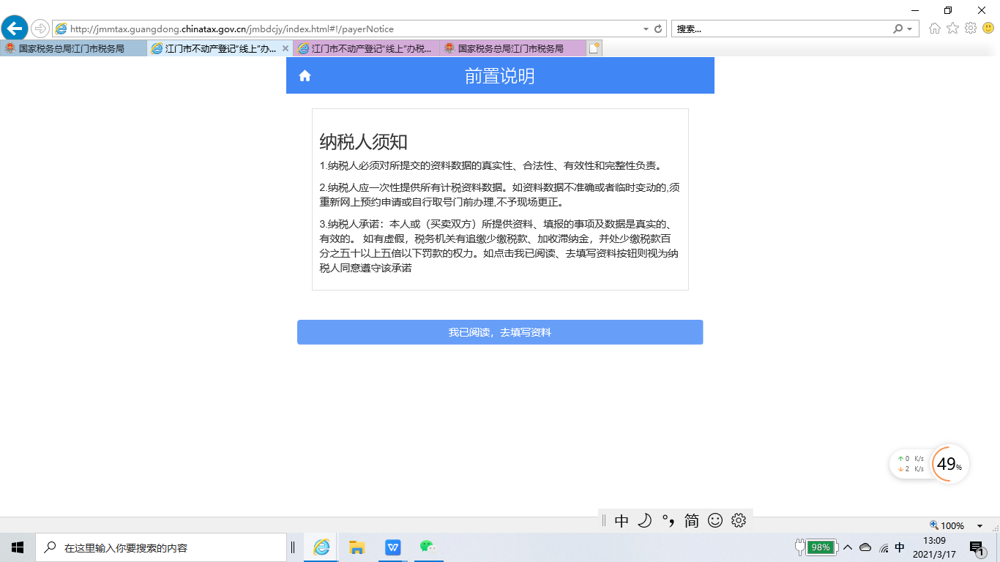 http://jmmtax.guangdong.chinatax.gov.cn/jmbdcjy/index.html#!/payerNotice
搜索...
国家税务总局江门市税务局
江门市不动产登记“线上”办...
江门市不动产登记“线上”办税...
国家税务总局江门市税务局
前置说明
纳税人须知
1.纳税人必须对所提交的资料数据的真实性、合法性、有效性和完整性负责。
2.纳税人应一次性提供所有计税资料数据。如资料数据不准确或者临时变动的,须
重新网上预约申请或自行取号门前办理,不予现场更正。
3.纳税人承诺：本人或（买卖双方）所提供资料、填报的事项及数据是真实的、
有效的。 如有虚假，税务机关有追缴少缴税款、加收滞纳金，并处少缴税款百
分之五十以上五倍以下罚款的权力。如点击我已阅读、去填写资料按钮则视为纳
税人同意遵守该承诺
我已阅读，去填写资料
0 K/s
2 K/s
49%
中 简
100%
在这里输入你要搜索的内容
W
98%
中
13:09
2021/3/17
1